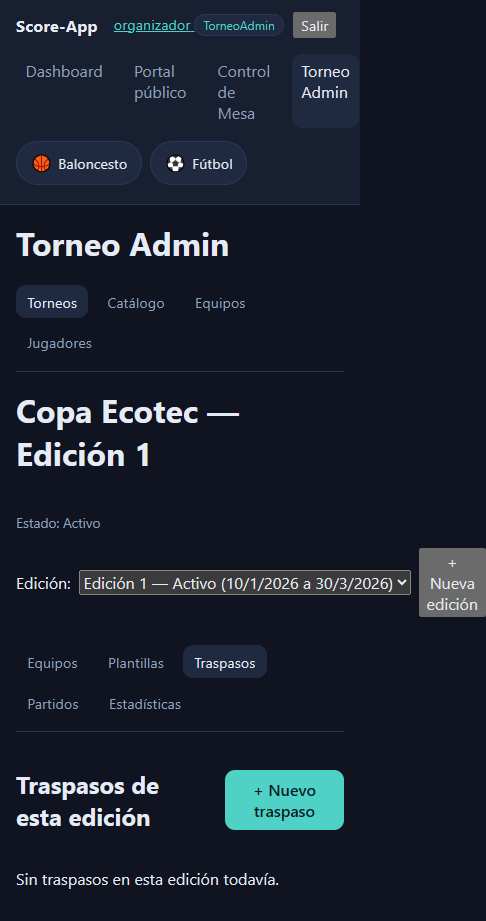 Score-App organizador TorneoAdmin Salir
Dashboard Portal público Control de Mesa Torneo Admin
Baloncesto Fútbol
Torneo Admin
Torneos Catálogo Equipos
Jugadores
Copa Ecotec —
Edición 1
Estado: Activo
Edición: Edición 1 — Activo (10/1/2026 a 30/3/2026) + Nueva edición
Equipos Plantillas Traspasos
Partidos Estadísticas
Traspasos de
esta edición
+ Nuevo
traspaso
Sin traspasos en esta edición todavía.